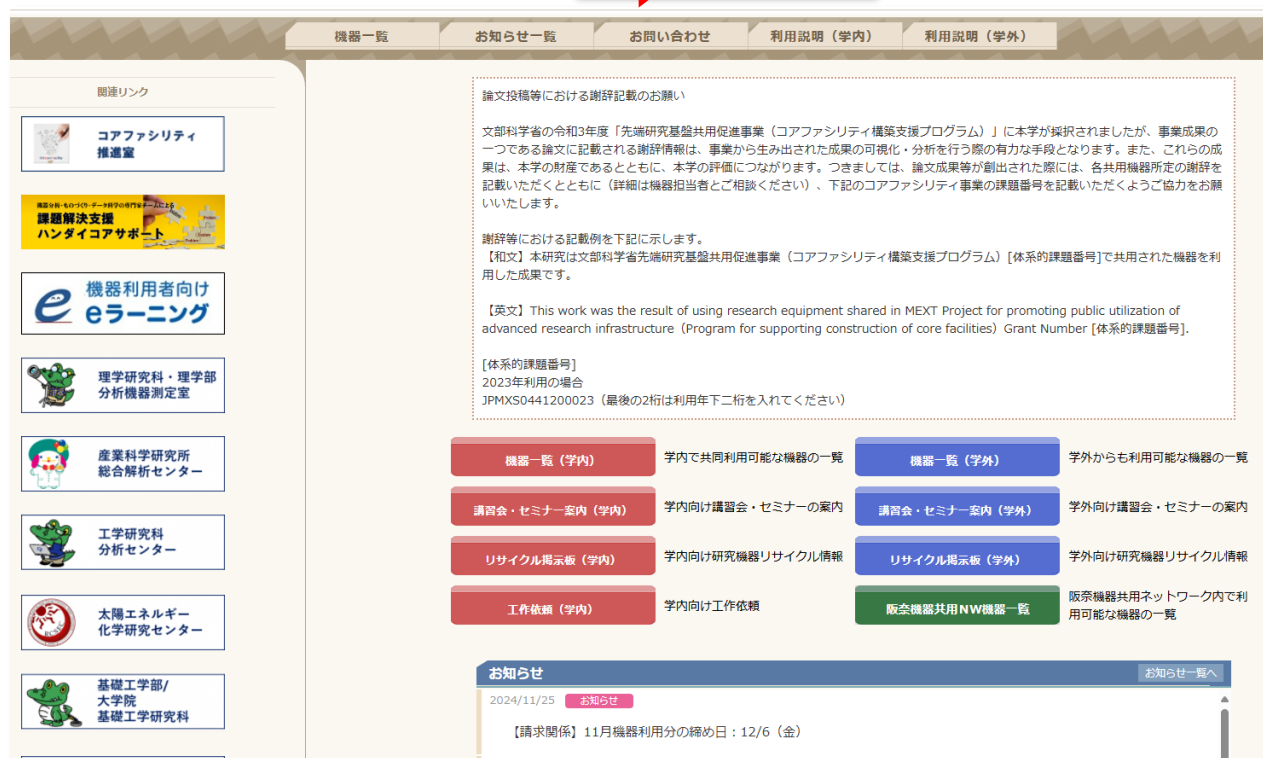 機器一覧
お知らせ一覧
お問い合わせ
利用説明（学内）
利用説明（学外）
関連リンク
コアファシリティ
推進室
機器分析・ものづくり・データ科学の専門家チームによる
課題解決支援
ハンダイコアサポート
機器利用者向け
eラーニング
理学研究科・理学部
分析機器測定室
産業科学研究所
総合解析センター
工学研究科
分析センター
太陽エネルギー
化学研究センター
基礎工学部/
大学院
基礎工学研究科
論文投稿等における謝辞記載のお願い
文部科学省の令和3年度「先端研究基盤共用促進事業（コアファシリティ構築支援プログラム）」に本学が採択されましたが、事業成果の
一つである論文に記載される謝辞情報は、事業から生み出された成果の可視化・分析を行う際の有力な手段となります。また、これらの成
果は、本学の財産であるとともに、本学の評価につながります。つきましては、論文成果等が創出された際には、各共用機器所定の謝辞を
記載いただくとともに（詳細は機器担当者とご相談ください）、下記のコアファシリティ事業の課題番号を記載いただくようご協力をお願
いいたします。
謝辞等における記載例を下記に示します。
【和文】本研究は文部科学省先端研究基盤共用促進事業（コアファシリティ構築支援プログラム）[体系的課題番号]で共用された機器を利
用した成果です。
【英文】This work was the result of using research equipment shared in MEXT Project for promoting public utilization of
advanced research infrastructure（Program for supporting construction of core facilities）Grant Number [体系的課題番号].
[体系的課題番号]
2023年利用の場合
JPMXS0441200023（最後の2桁は利用年下二桁を入れてください）
機器一覧（学内）
学内で共同利用可能な機器の一覧
機器一覧（学外）
学外からも利用可能な機器の一覧
講習会・セミナー案内（学内）
学内向け講習会・セミナーの案内
講習会・セミナー案内（学外）
学外向け講習会・セミナーの案内
リサイクル掲示板（学内）
学内向け研究機器リサイクル情報
リサイクル掲示板（学外）
学外向け研究機器リサイクル情報
工作依頼（学内）
学内向け工作依頼
阪奈機器共用NW機器一覧
阪奈機器共用ネットワーク内で利
用可能な機器の一覧
お知らせ
お知らせ一覧へ
2024/11/25
お知らせ
【請求関係】11月機器利用分の締め日：12/6（金）